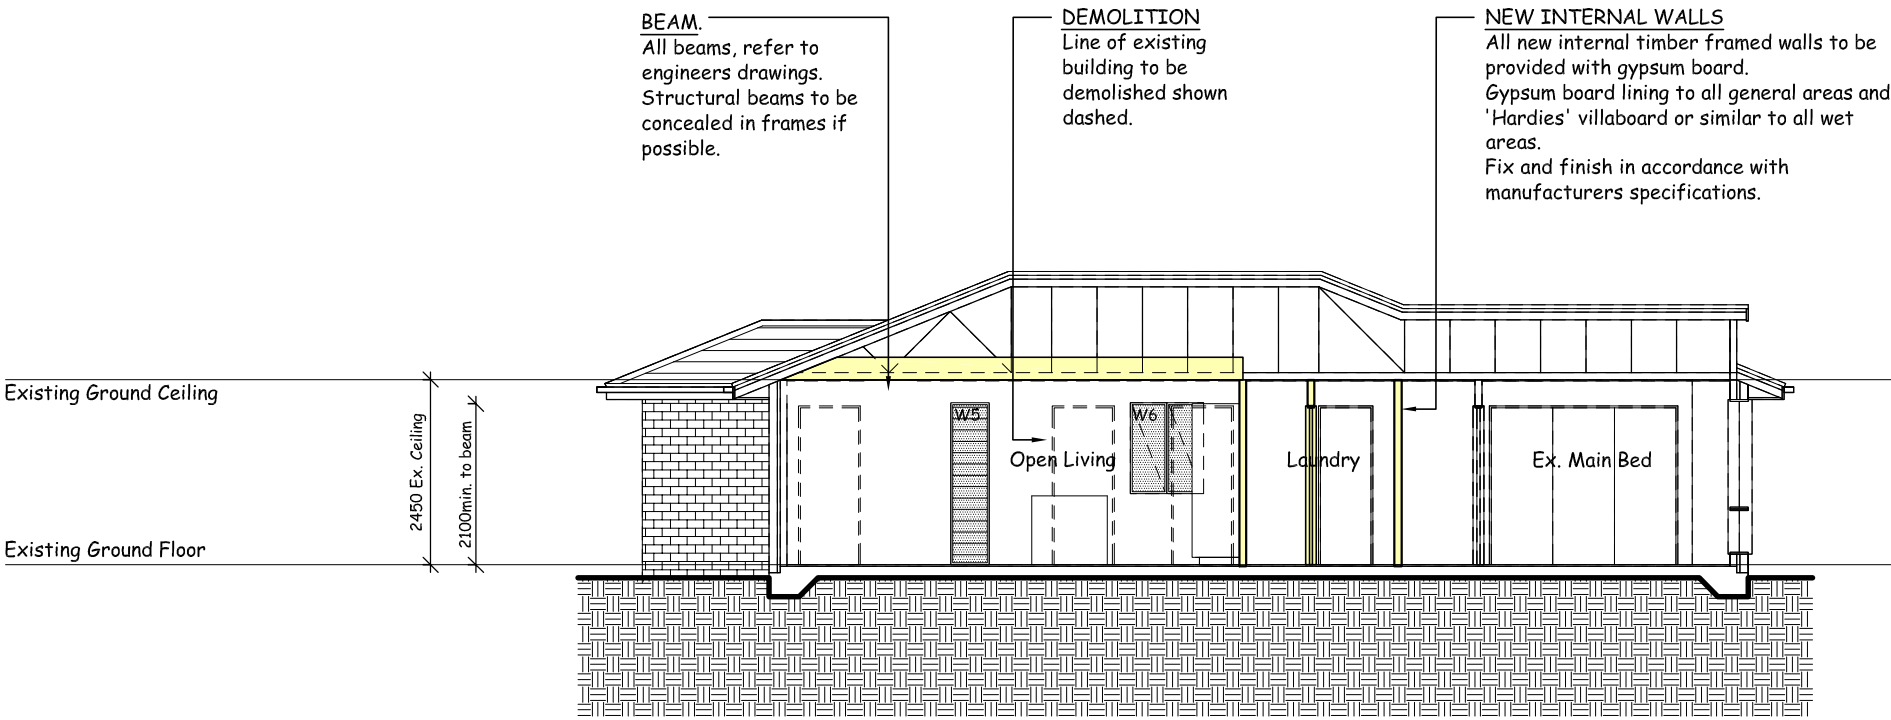 BEAM.
All beams, refer to
engineers drawings.
Structural beams to be
concealed in frames if
possible.
DEMOLITION
Line of existing
building to be
demolished shown
dashed.
NEW INTERNAL WALLS
All new internal timber framed walls to be
provided with gypsum board.
Gypsum board lining to all general areas and
'Hardies' villaboard or similar to all wet
areas.
Fix and finish in accordance with
manufacturers specifications.
Existing Ground Ceiling
2450 Ex. Ceiling
2100min. to beam
W5
W6
Open Living
Laundry
Ex. Main Bed
Existing Ground Floor